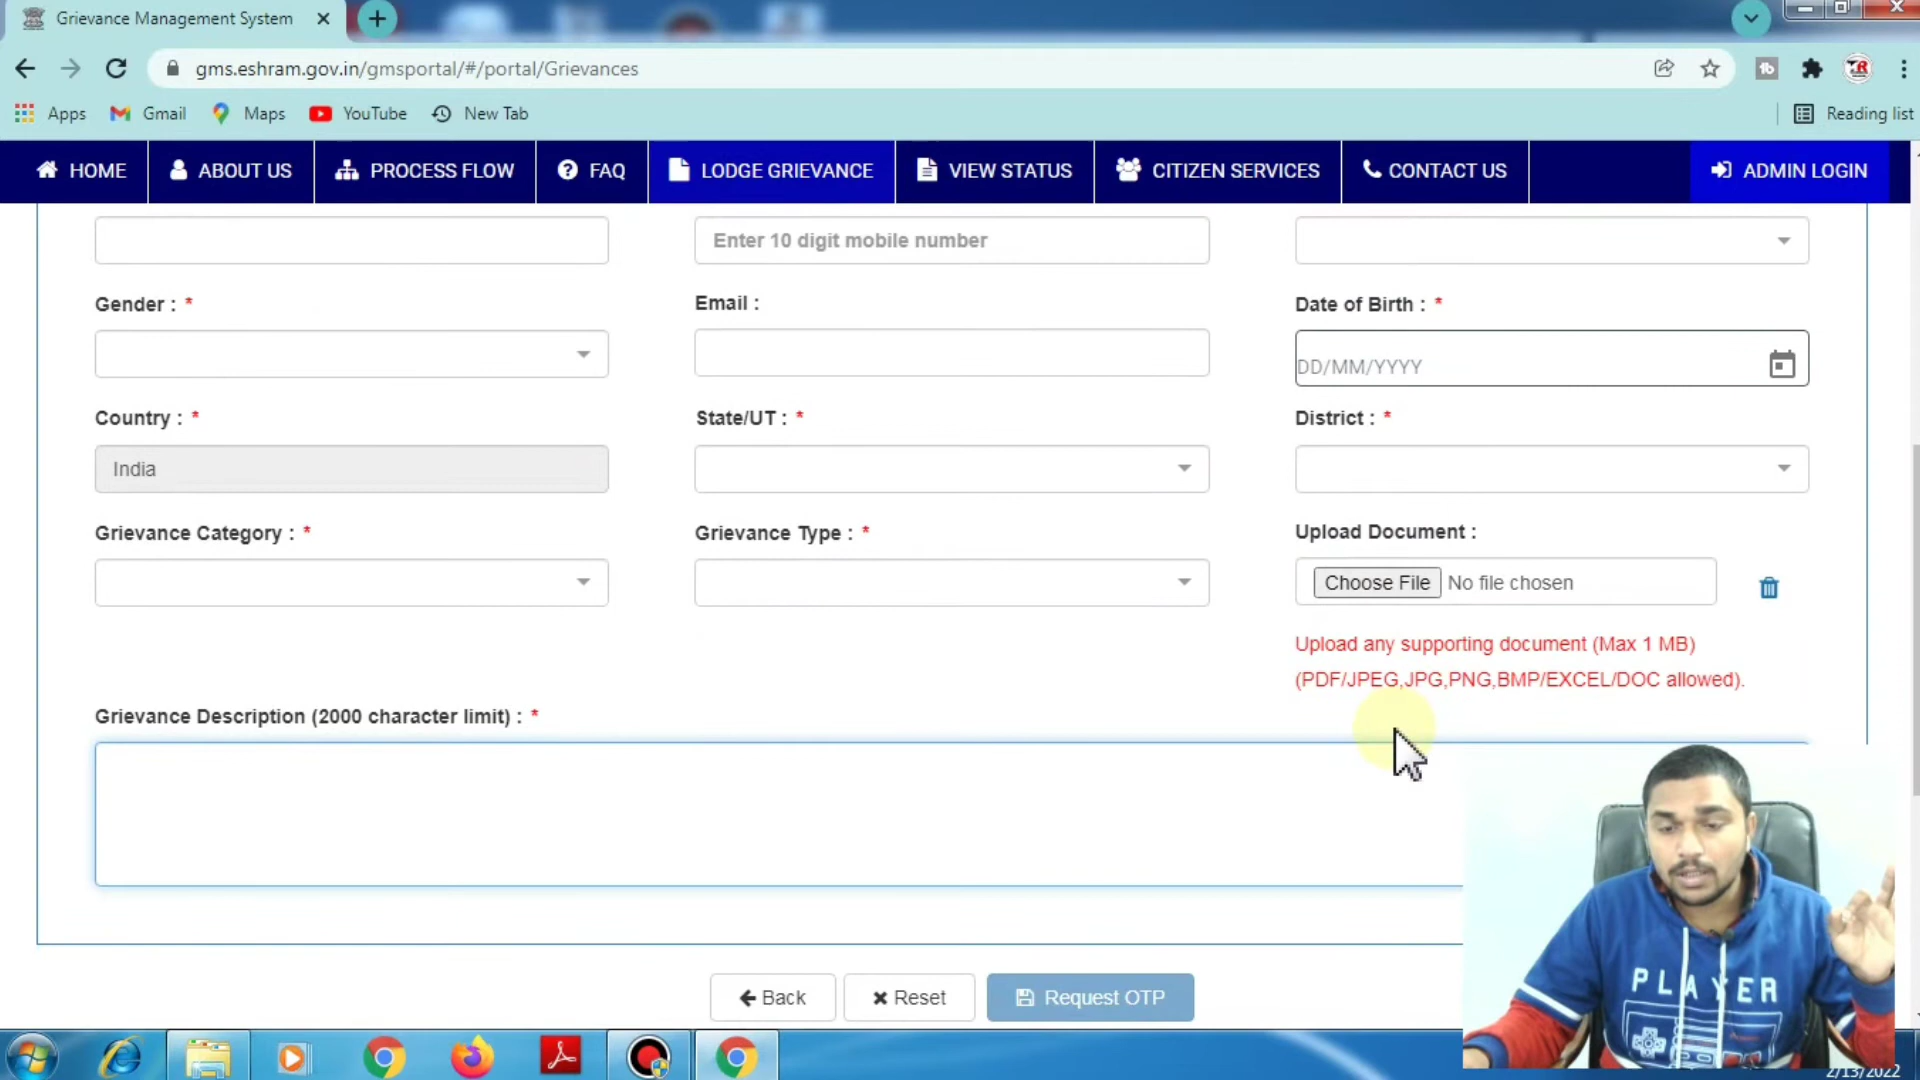 Grievance Management System
gms.eshram.gov.in/gmsportal/#/portal/Grievances
Apps Gmail Maps YouTube New Tab Reading list
HOME ABOUT US PROCESS FLOW FAQ LODGE GRIEVANCE VIEW STATUS CITIZEN SERVICES CONTACT US ADMIN LOGIN
Enter 10 digit mobile number
Gender : * Email : Date of Birth : *
DD/MM/YYYY
Country : * State/UT : * District : *
India
Grievance Category : * Grievance Type : * Upload Document :
Choose File No file chosen
Upload any supporting document (Max 1 MB)
(PDF/JPEG,JPG,PNG,BMP/EXCEL/DOC allowed).
Grievance Description (2000 character limit) : *
Back Reset Request OTP
PLAYER
2/13/2022